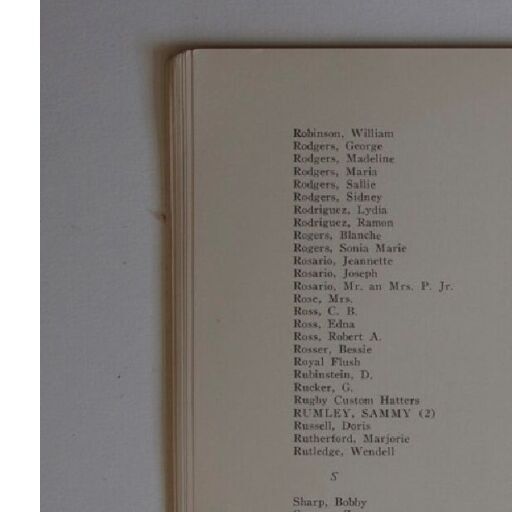 Robinson, William
Rodgers, George
Rodgers, Madeline
Rodgers, Maria
Rodgers, Sallie
Rodgers, Sidney
Rodriguez, Lydia
Rodriguez, Ramon
Rogers, Blanche
Rogers, Sonia Marie
Rosario, Jeannette
Rosario, Joseph
Rosario, Mr. an Mrs. P. Jr.
Rose, Mrs.
Ross, C. B.
Ross, Edna
Ross, Robert A.
Rosser, Bessie
Royal Flush
Rubinstein, D.
Rucker, G.
Rugby Custom Hatters
RUMLEY, SAMMY (2)
Russell, Doris
Rutherford, Marjorie
Rutledge, Wendell
S
Sharp, Bobby